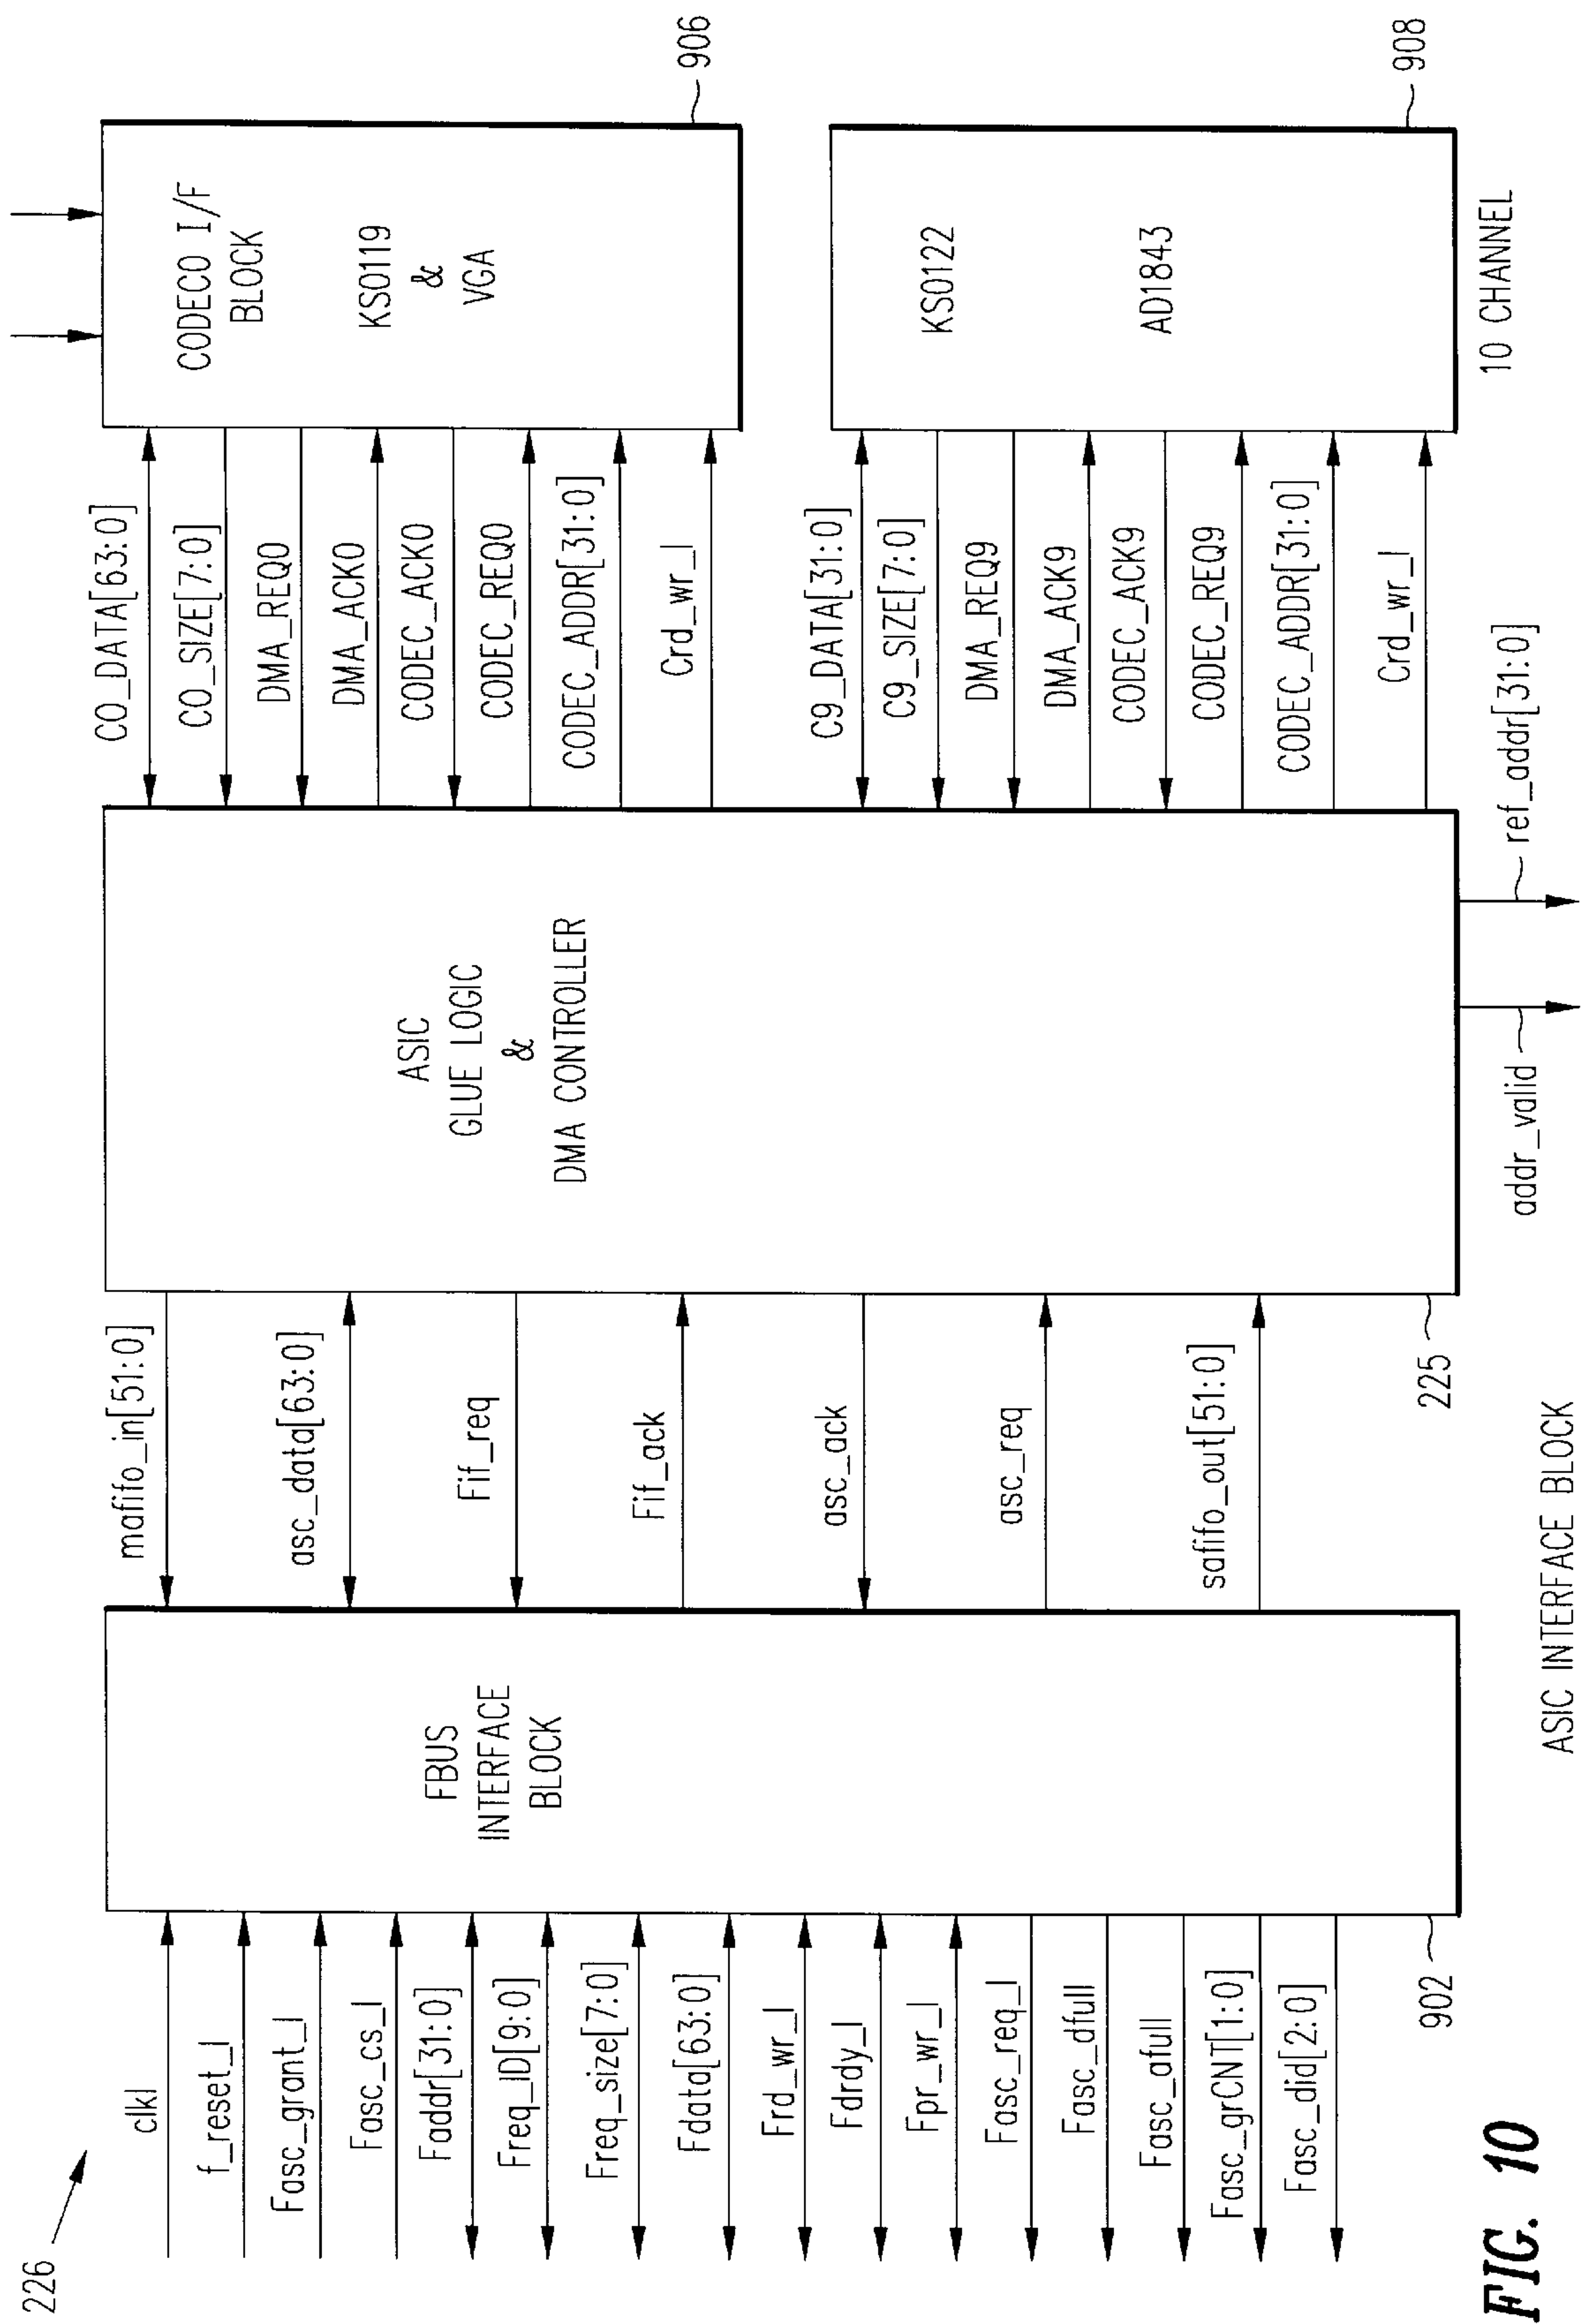 226
clkl
f_reset_l
Fasc_grant_l
Fasc_cs_l
Faddr[31:0]
Freq_ID[9:0]
Freq_size[7:0]
Fdata[63:0]
Frd_wr_l
Fdrdy_l
Fpr_wr_l
Fasc_req_l
Fasc_dfull
Fasc_afull
Fasc_grCNT[1:0]
Fasc_did[2:0]
FBUS
INTERFACE
BLOCK
902
mafifo_in[51:0]
asc_data[63:0]
Fif_req
Fif_ack
asc_ack
asc_req
safifo_out[51:0]
ASIC
GLUE LOGIC
&
DMA CONTROLLER
225
addr_valid
ref_addr[31:0]
C0_DATA[63:0]
C0_SIZE[7:0]
DMA_REQ0
DMA_ACK0
CODEC_ACK0
CODEC_REQ0
CODEC_ADDR[31:0]
Crd_wr_l
C9_DATA[31:0]
C9_SIZE[7:0]
DMA_REQ9
DMA_ACK9
CODEC_ACK9
CODEC_REQ9
CODEC_ADDR[31:0]
Crd_wr_l
CODEC0 I/F
BLOCK
KS0119
&
VGA
906
KS0122
AD1843
908
10 CHANNEL
ASIC INTERFACE BLOCK
FIG. 10